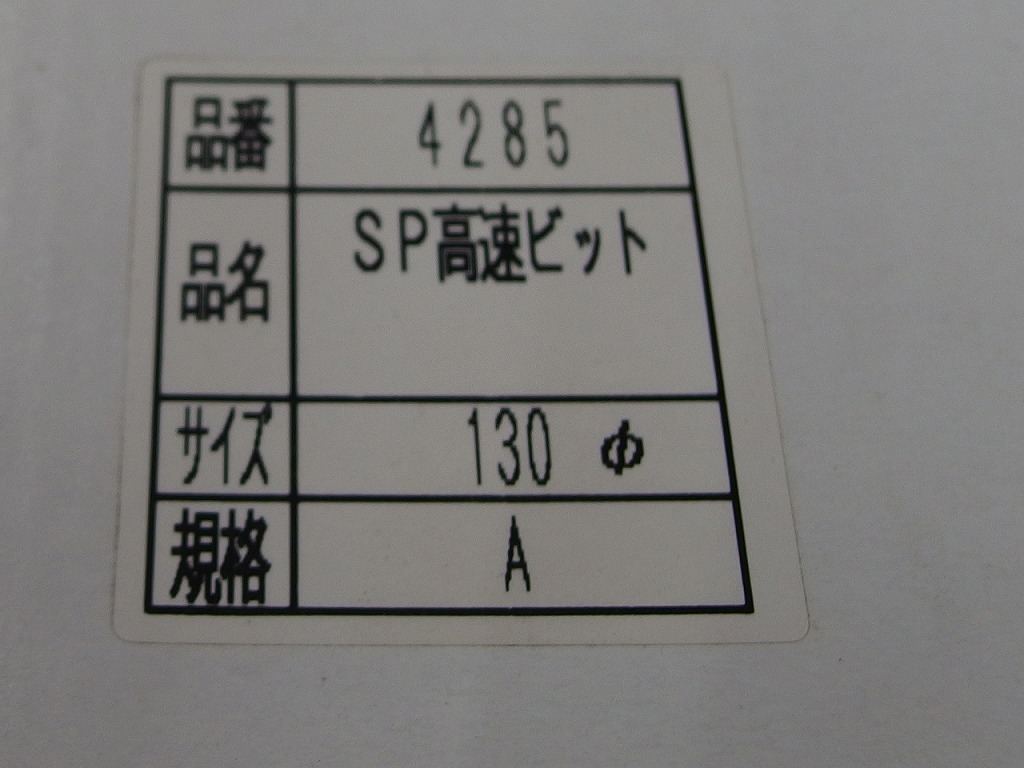 品番 4285
品名 SP高速ビット
サイズ 130 φ
規格 A